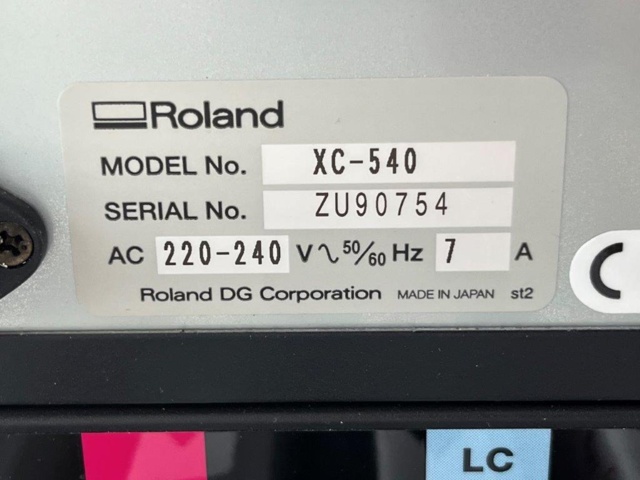 Roland
MODEL No. XC-540
SERIAL No. ZU90754
AC 220-240 V∿ 50/60 Hz 7 A
Roland DG Corporation MADE IN JAPAN st2
LC